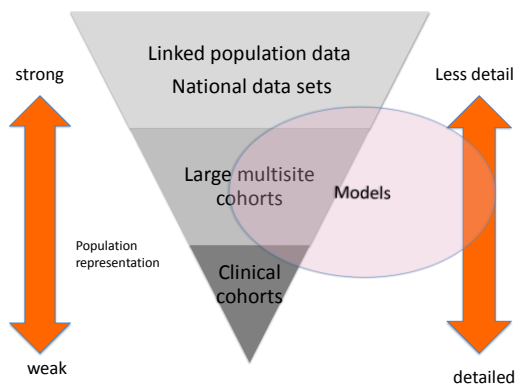 Linked population data
National data sets
strong
Less detail
Large multisite
cohorts
Models
Population
representation
Clinical
cohorts
weak
detailed